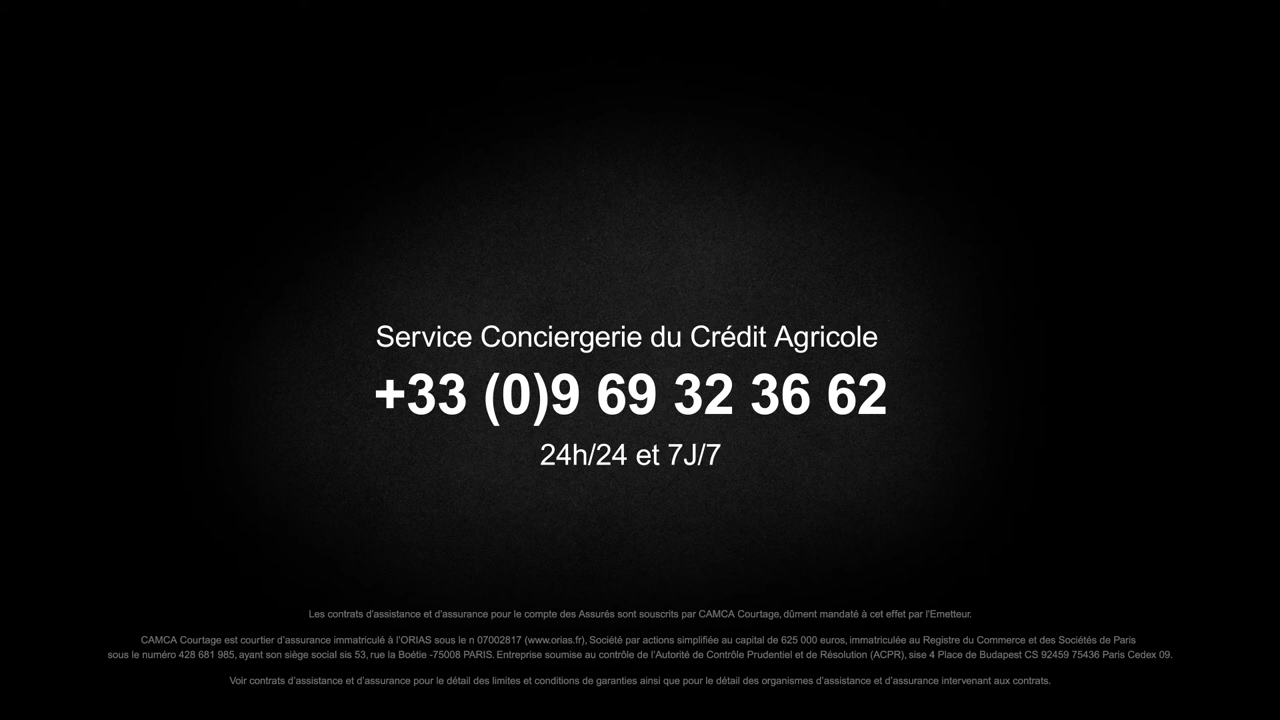 Service Conciergerie du Crédit Agricole
+33 (0)9 69 32 36 62
24h/24 et 7J/7
Les contrats d'assistance et d'assurance pour le compte des Assurés sont souscrits par CAMCA Courtage, dûment mandaté à cet effet par l'Emetteur.
CAMCA Courtage est courtier d'assurance immatriculé à l'ORIAS sous le n 07002817 (www.orias.fr), Société par actions simplifiée au capital de 625 000 euros, immatriculée au Registre du Commerce et des Sociétés de Paris
sous le numéro 428 681 985, ayant son siège social sis 53, rue la Boétie -75008 PARIS. Entreprise soumise au contrôle de l'Autorité de Contrôle Prudentiel et de Résolution (ACPR), sise 4 Place de Budapest CS 92459 75436 Paris Cedex 09.
Voir contrats d'assistance et d'assurance pour le détail des limites et conditions de garanties ainsi que pour le détail des organismes d'assistance et d'assurance intervenant aux contrats.